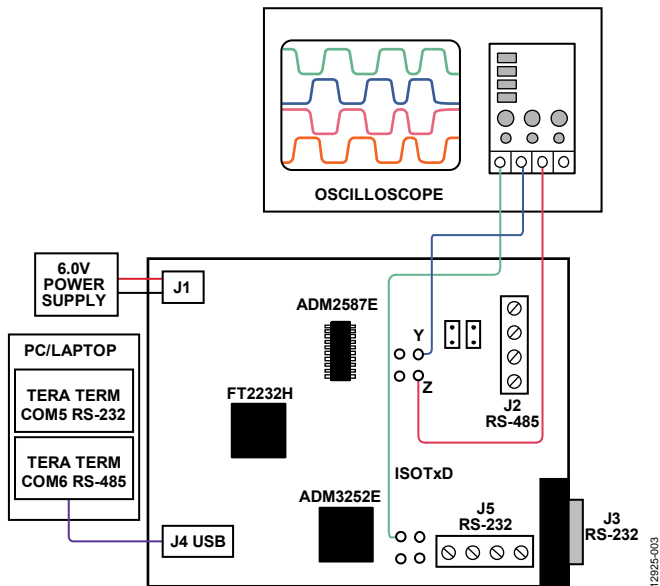 OSCILLOSCOPE
6.0V
POWER
SUPPLY
J1
PC/LAPTOP
TERA TERM
COM5 RS-232
TERA TERM
COM6 RS-485
J4 USB
ADM2587E
FT2232H
Y
Z
J2
RS-485
ISOTxD
ADM3252E
J5
RS-232
J3
RS-232
12925-003